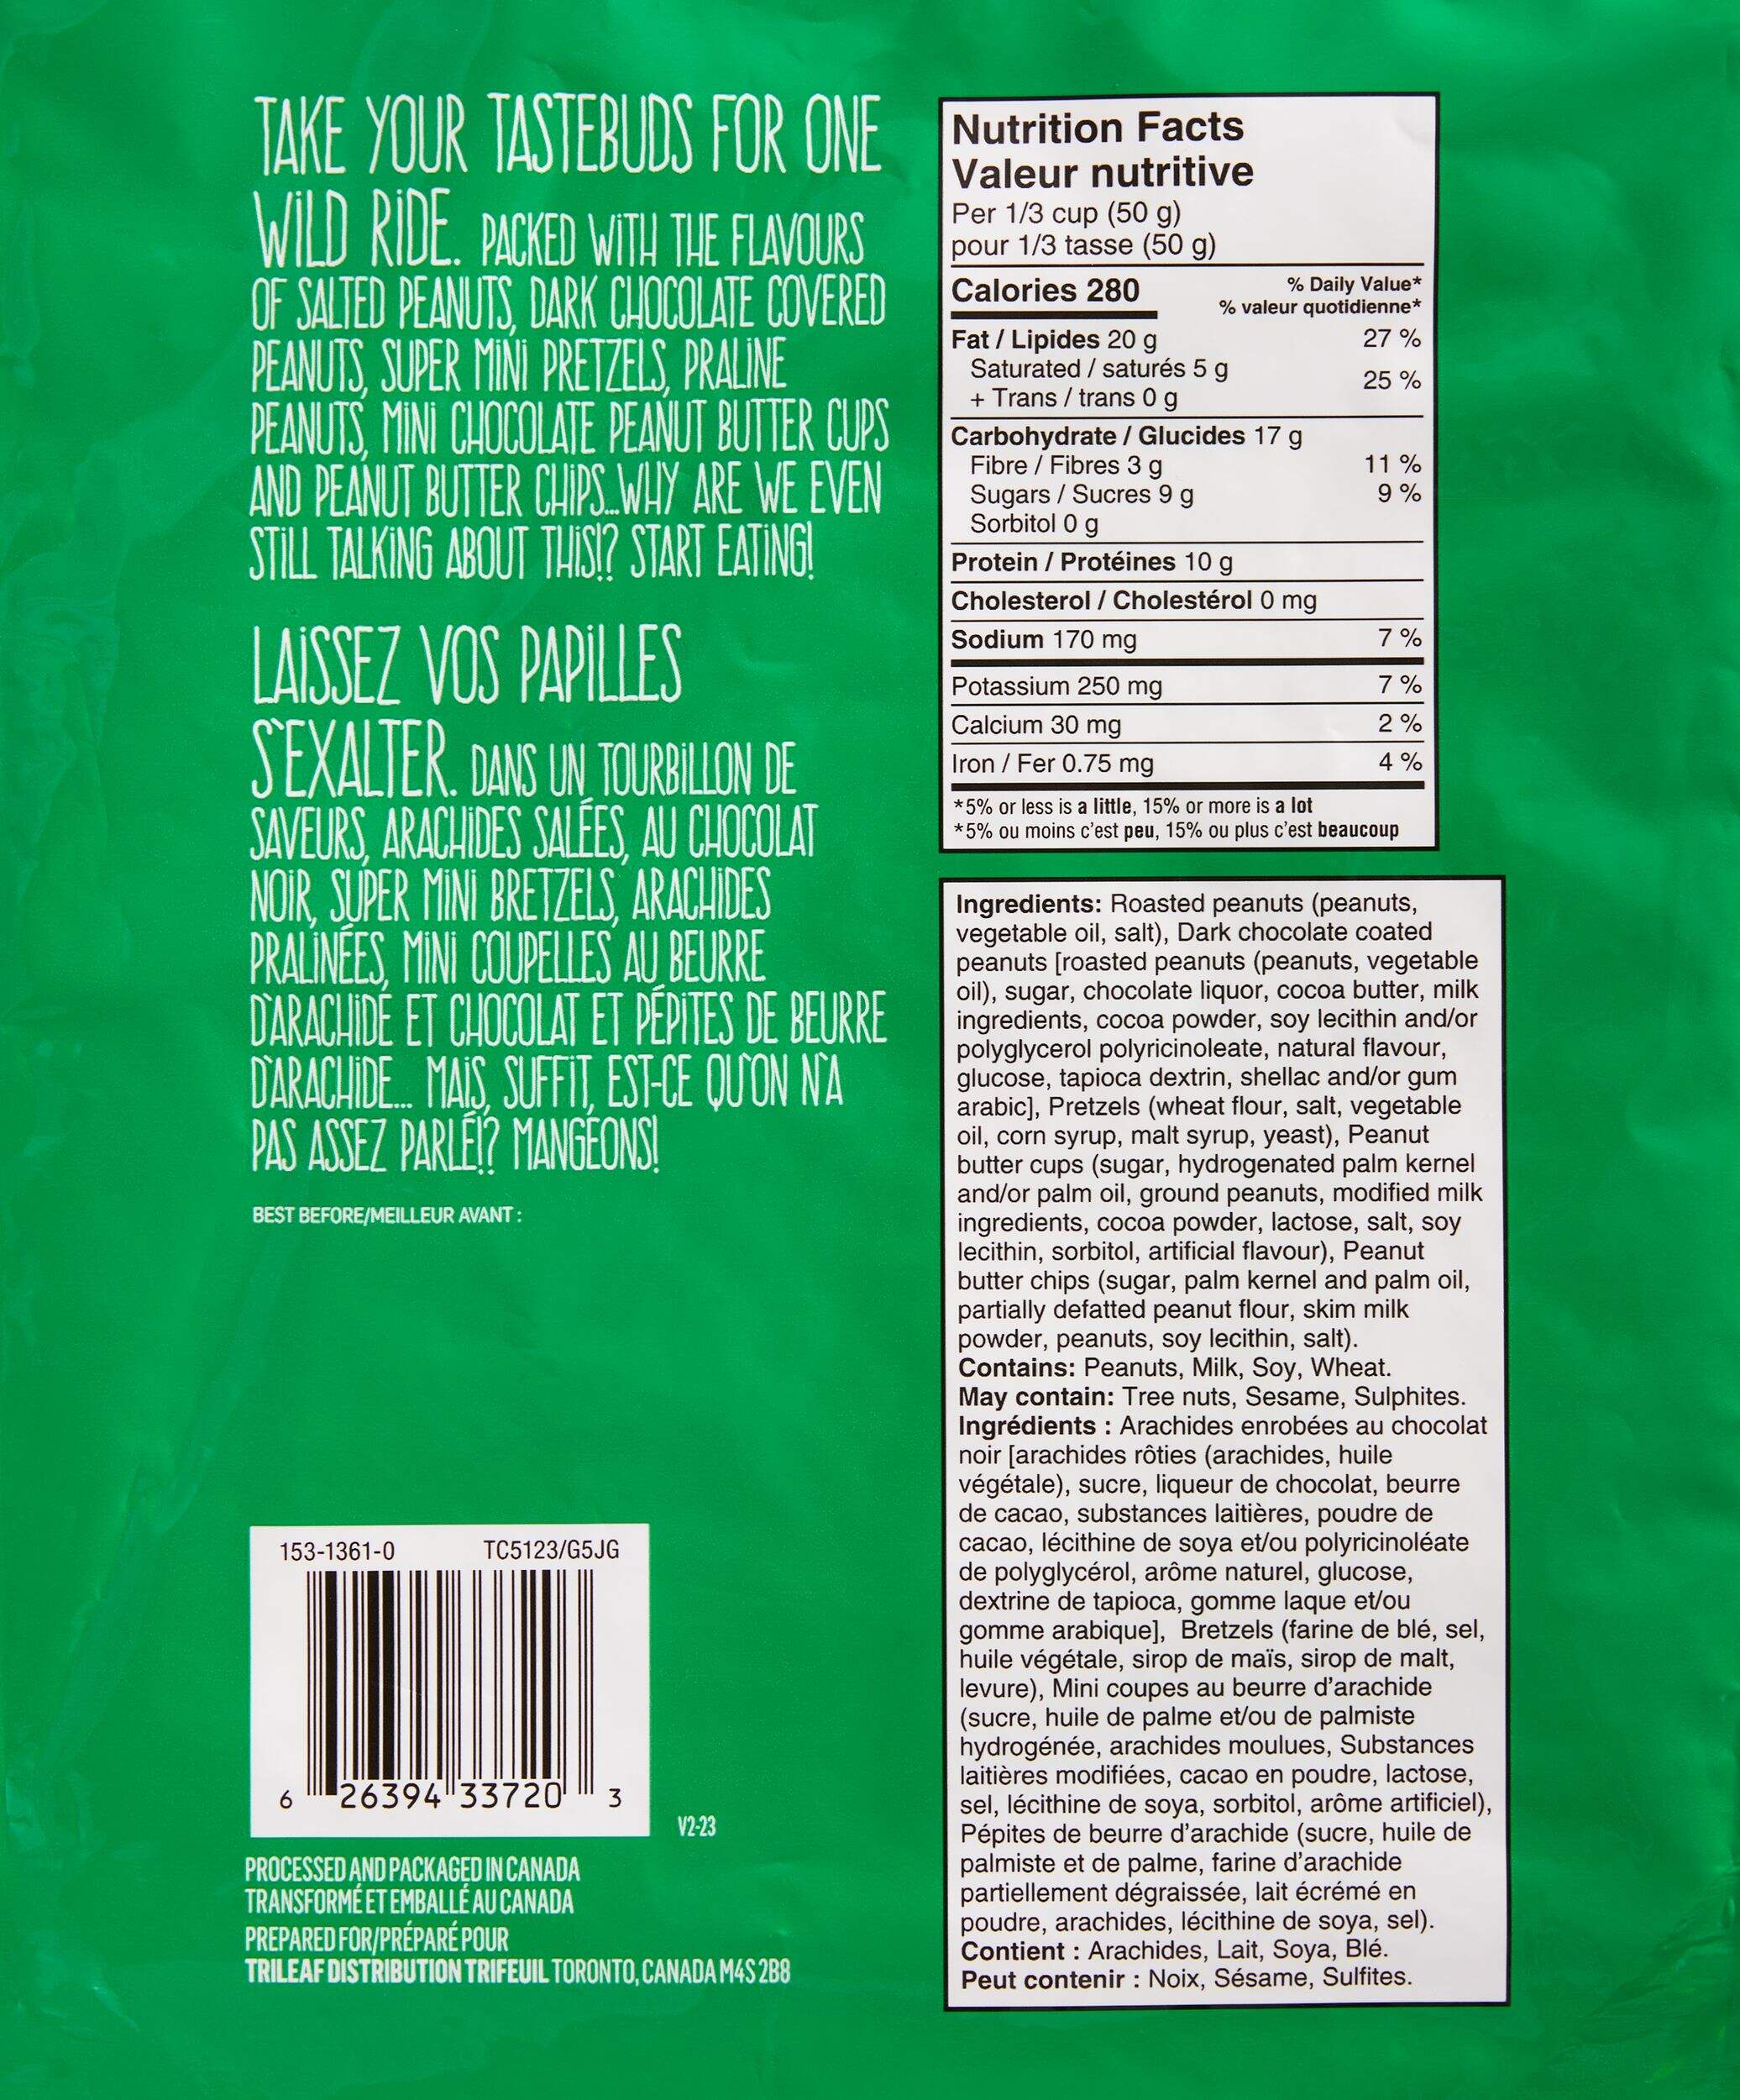 TAKE YOUR TASTEBUDS FOR ONE
WiLD RiDE. PACKED WiTH THE FLAVOURS
OF SALTED PEANUTS, DARK CHOCOLATE COVERED
PEANUTS, SUPER MiNi PRETZELS, PRALiNE
PEANUTS, MiNi CHOCOLATE PEANUT BUTTER CUPS
AND PEANUT BUTTER CHiPS...WHY ARE WE EVEN
STiLL TALKiNG ABOUT THiS!? START EATiNG!
LAiSSEZ VOS PAPiLLES
S'EXALTER. DANS UN TOURBiLLON DE
SAVEURS, ARACHiDES SALÉES, AU CHOCOLAT
NOiR, SUPER MiNi BRETZELS, ARACHiDES
PRALiNÉES, MiNi COUPELLES AU BEURRE
D'ARACHiDE ET CHOCOLAT ET PÉPiTES DE BEURRE
D'ARACHiDE... MAiS, SUFFiT, EST-CE QU'ON N'A
PAS ASSEZ PARLÉ!? MANGEONS!
BEST BEFORE/MEILLEUR AVANT :
153-1361-0 TC5123/G5JG
6 26394 33720 3
V2-23
PROCESSED AND PACKAGED IN CANADA
TRANSFORMÉ ET EMBALLÉ AU CANADA
PREPARED FOR/PRÉPARÉ POUR
TRILEAF DISTRIBUTION TRIFEUIL TORONTO, CANADA M4S 2B8
Nutrition Facts
Valeur nutritive
Per 1/3 cup (50 g)
pour 1/3 tasse (50 g)
Calories 280 % Daily Value*
% valeur quotidienne*
Fat / Lipides 20 g 27 %
Saturated / saturés 5 g
+ Trans / trans 0 g 25 %
Carbohydrate / Glucides 17 g
Fibre / Fibres 3 g 11 %
Sugars / Sucres 9 g 9 %
Sorbitol 0 g
Protein / Protéines 10 g
Cholesterol / Cholestérol 0 mg
Sodium 170 mg 7 %
Potassium 250 mg 7 %
Calcium 30 mg 2 %
Iron / Fer 0.75 mg 4 %
*5% or less is a little, 15% or more is a lot
*5% ou moins c'est peu, 15% ou plus c'est beaucoup
Ingredients: Roasted peanuts (peanuts,
vegetable oil, salt), Dark chocolate coated
peanuts [roasted peanuts (peanuts, vegetable
oil), sugar, chocolate liquor, cocoa butter, milk
ingredients, cocoa powder, soy lecithin and/or
polyglycerol polyricinoleate, natural flavour,
glucose, tapioca dextrin, shellac and/or gum
arabic], Pretzels (wheat flour, salt, vegetable
oil, corn syrup, malt syrup, yeast), Peanut
butter cups (sugar, hydrogenated palm kernel
and/or palm oil, ground peanuts, modified milk
ingredients, cocoa powder, lactose, salt, soy
lecithin, sorbitol, artificial flavour), Peanut
butter chips (sugar, palm kernel and palm oil,
partially defatted peanut flour, skim milk
powder, peanuts, soy lecithin, salt).
Contains: Peanuts, Milk, Soy, Wheat.
May contain: Tree nuts, Sesame, Sulphites.
Ingrédients : Arachides enrobées au chocolat
noir [arachides rôties (arachides, huile
végétale), sucre, liqueur de chocolat, beurre
de cacao, substances laitières, poudre de
cacao, lécithine de soya et/ou polyricinoléate
de polyglycérol, arôme naturel, glucose,
dextrine de tapioca, gomme laque et/ou
gomme arabique], Bretzels (farine de blé, sel,
huile végétale, sirop de maïs, sirop de malt,
levure), Mini coupes au beurre d'arachide
(sucre, huile de palme et/ou de palmiste
hydrogénée, arachides moulues, Substances
laitières modifiées, cacao en poudre, lactose,
sel, lécithine de soya, sorbitol, arôme artificiel),
Pépites de beurre d'arachide (sucre, huile de
palmiste et de palme, farine d'arachide
partiellement dégraissée, lait écrémé en
poudre, arachides, lécithine de soya, sel).
Contient : Arachides, Lait, Soya, Blé.
Peut contenir : Noix, Sésame, Sulfites.